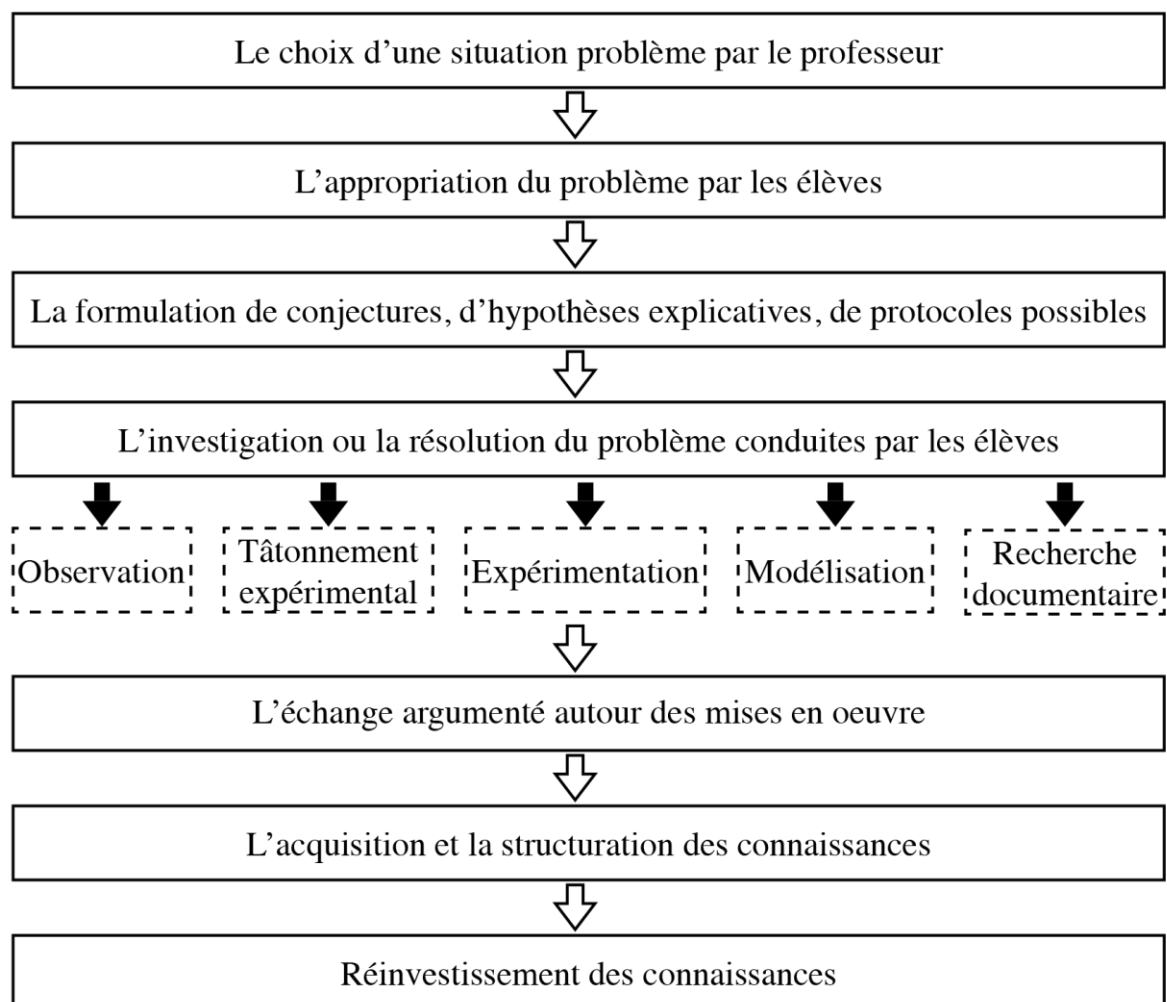 Le choix d’une situation problème par le professeur
L’appropriation du problème par les élèves
La formulation de conjectures, d’hypothèses explicatives, de protocoles possibles
L’investigation ou la résolution du problème conduites par les élèves
Observation
Tâtonnement
expérimental
Expérimentation
Modélisation
Recherche
documentaire
L’échange argumenté autour des mises en oeuvre
L’acquisition et la structuration des connaissances
Réinvestissement des connaissances